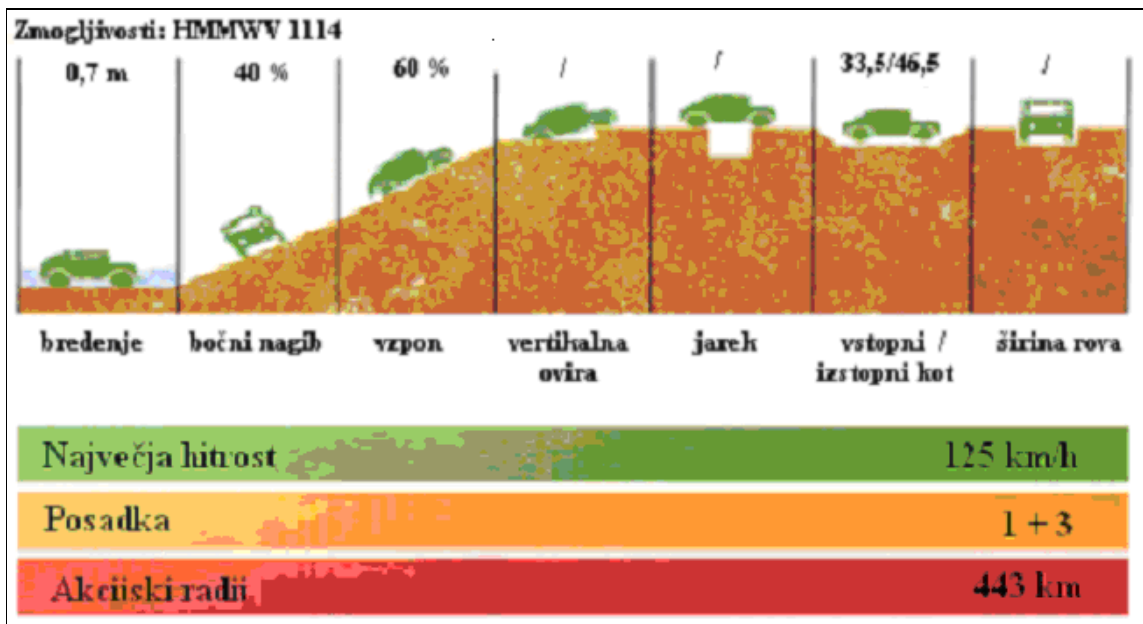 Zmogljivosti: HMMWV 1114
0,7 m 40 % 60 % / / 33,5/46,5 /
bredenje bočni nagib vzpon vertikalna ovira jarek vstopni / izstopni kot širina rova
Največja hitrost 125 km/h
Posadka 1 + 3
Akcijski radij 443 km